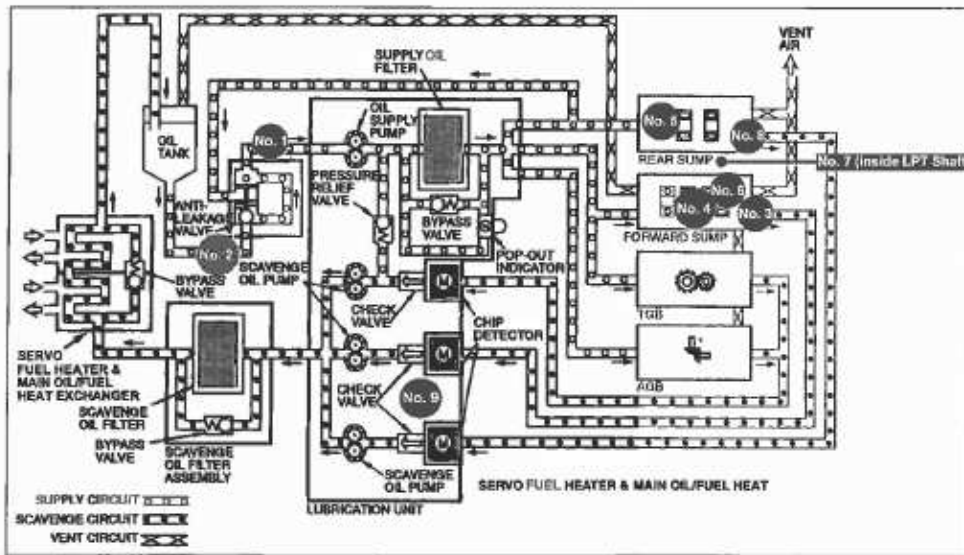 VENT
AIR
SUPPLY OIL
FILTER
OIL
SUPPLY
PUMP
No. 1
OIL
TANK
PRESSURE
RELIEF
VALVE
ANTI-
LEAKAGE
VALVE
No. 2
BYPASS
VALVE
SCAVENGE
OIL PUMP
BYPASS
VALVE
POP-OUT
INDICATOR
REAR SUMP
No. 7 (inside LPT Shaft
No. 6
No. 4
No. 3
FORWARD SUMP
TGB
AGB
CHECK
VALVE
M
CHIP
DETECTOR
M
CHECK
VALVE
No. 9
M
SERVO
FUEL HEATER &
MAIN OIL/FUEL
HEAT EXCHANGER
SCAVENGE
OIL FILTER
BYPASS
VALVE
SCAVENGE
OIL FILTER
ASSEMBLY
SCAVENGE
OIL PUMP
LUBRICATION UNIT
SERVO FUEL HEATER & MAIN OIL/FUEL HEAT
SUPPLY CIRCUIT
SCAVENGE CIRCUIT
VENT CIRCUIT